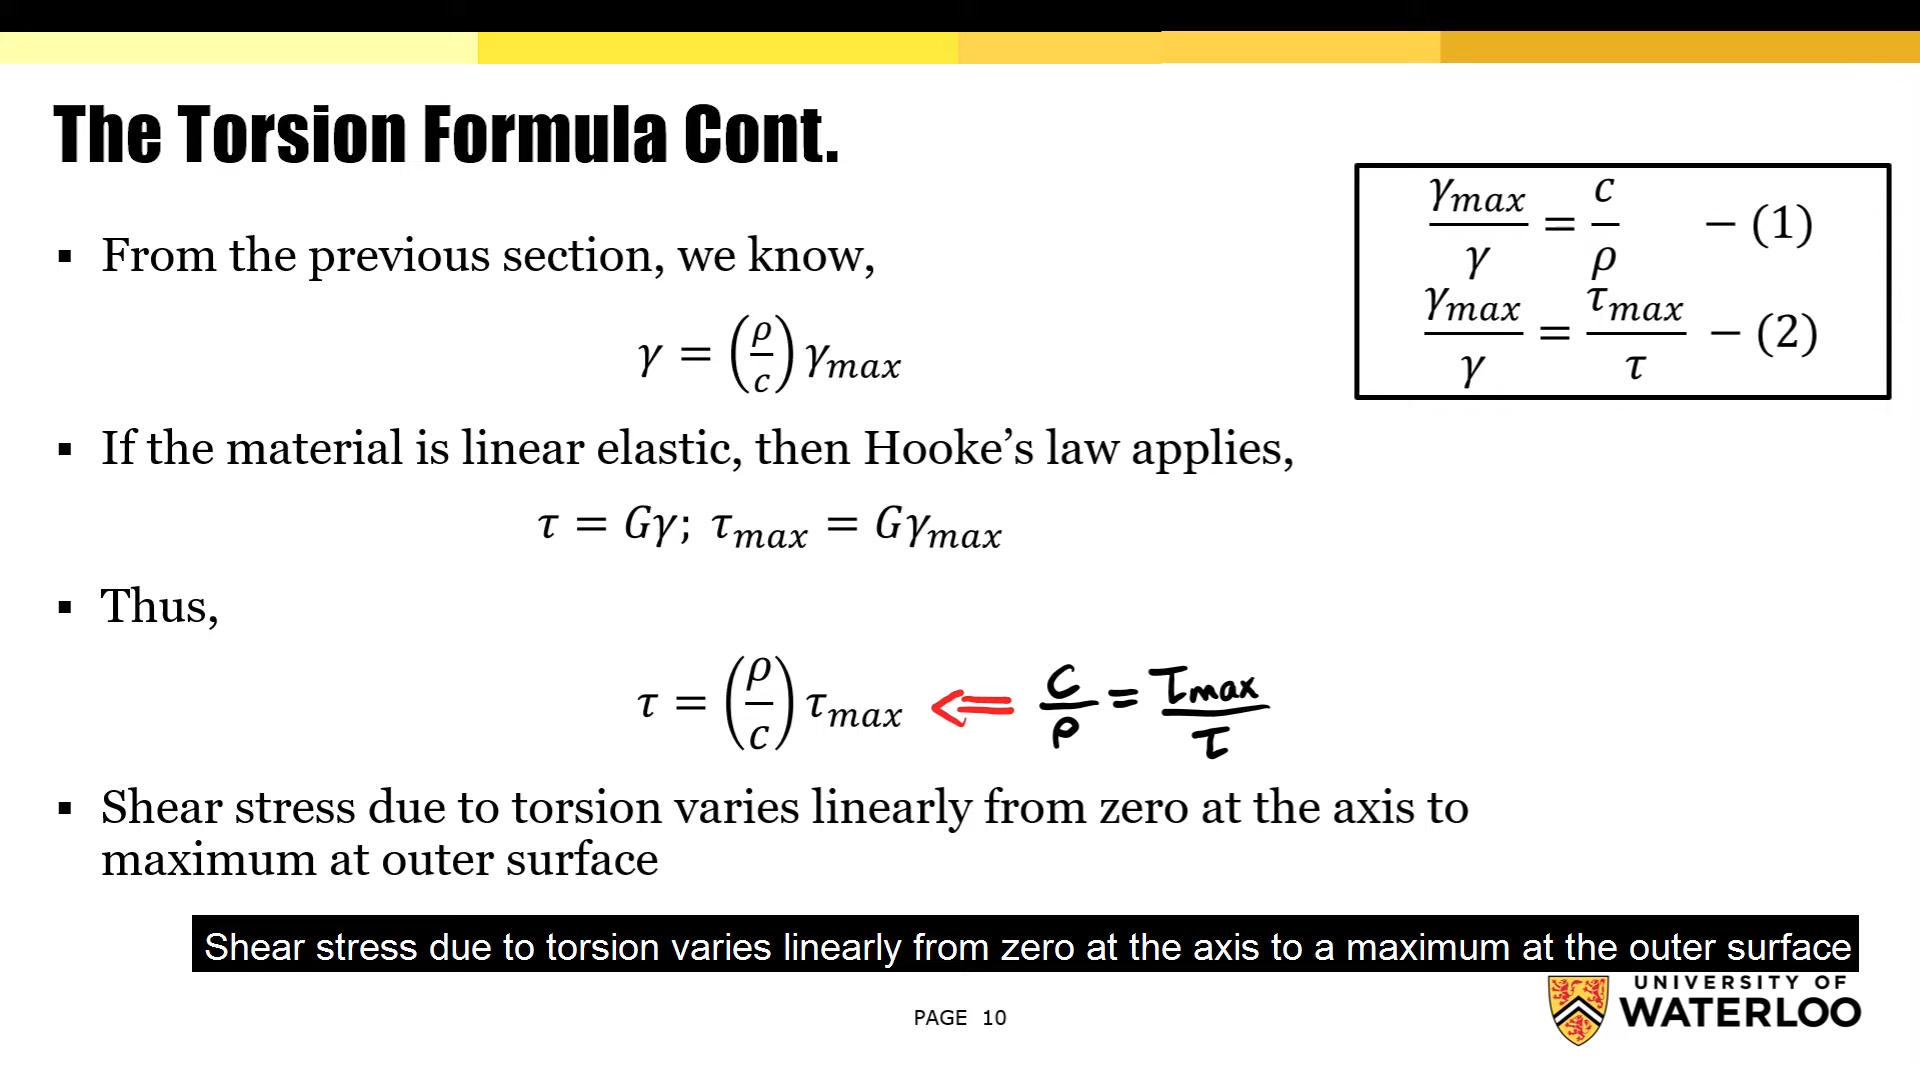 The Torsion Formula Cont.
γmax/γ = c/ρ − (1)
γmax/γ = τmax/τ − (2)
▪ From the previous section, we know,
γ = (ρ/c) γmax
▪ If the material is linear elastic, then Hooke’s law applies,
τ = Gγ; τmax = Gγmax
▪ Thus,
τ = (ρ/c) τmax ⇐ c/ρ = τmax/τ
▪ Shear stress due to torsion varies linearly from zero at the axis to
maximum at outer surface
Shear stress due to torsion varies linearly from zero at the axis to a maximum at the outer surface
UNIVERSITY OF
WATERLOO
PAGE 10